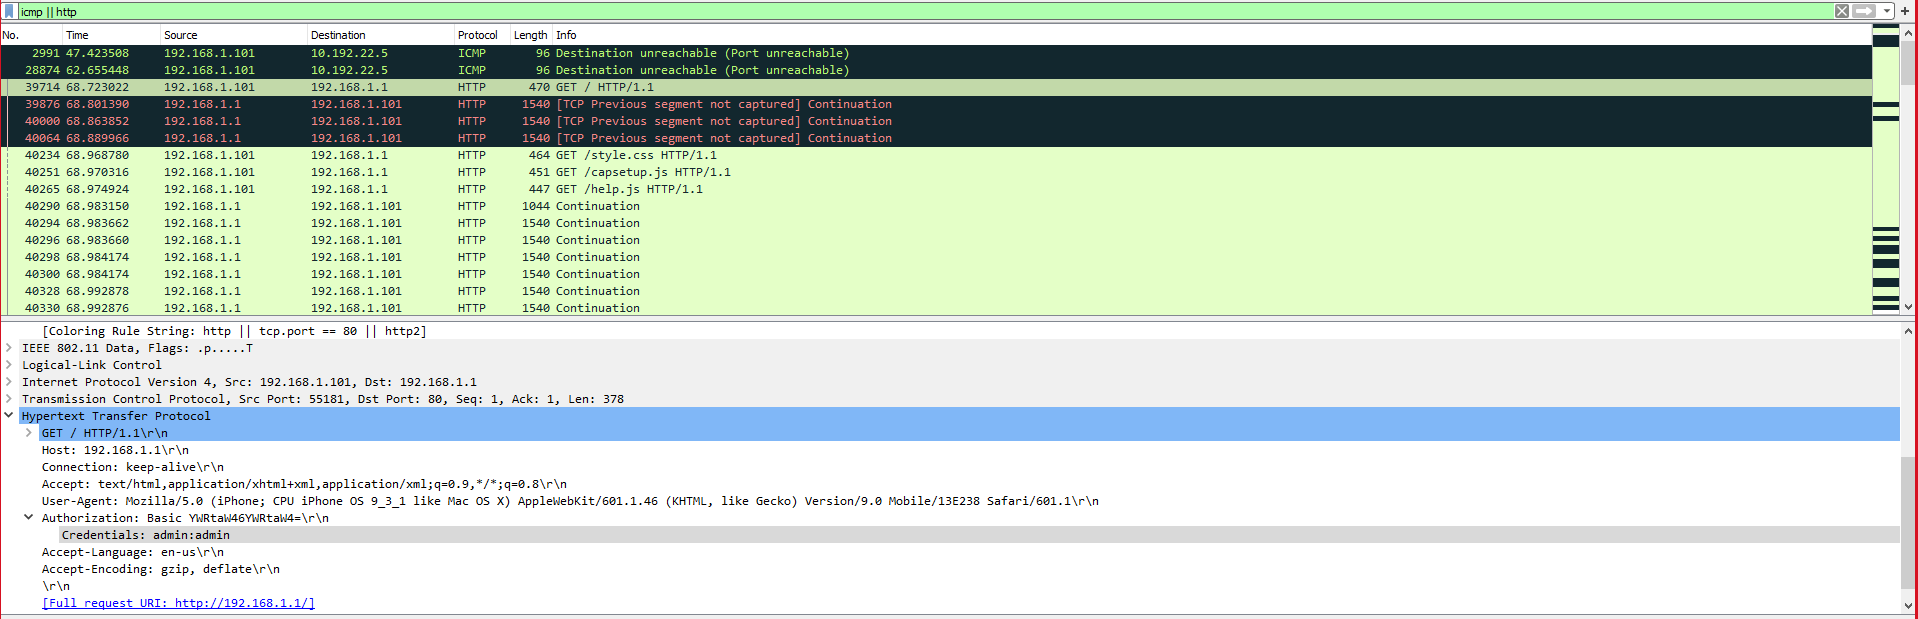 icmp || http
No. Time Source Destination Protocol Length Info
2991 47.423508 192.168.1.101 10.192.22.5 ICMP 96 Destination unreachable (Port unreachable)
28874 62.655448 192.168.1.101 10.192.22.5 ICMP 96 Destination unreachable (Port unreachable)
39714 68.723022 192.168.1.101 192.168.1.1 HTTP 470 GET / HTTP/1.1
39876 68.801390 192.168.1.1 192.168.1.101 HTTP 1540 [TCP Previous segment not captured] Continuation
40000 68.863852 192.168.1.1 192.168.1.101 HTTP 1540 [TCP Previous segment not captured] Continuation
40064 68.889966 192.168.1.1 192.168.1.101 HTTP 1540 [TCP Previous segment not captured] Continuation
40234 68.968780 192.168.1.101 192.168.1.1 HTTP 464 GET /style.css HTTP/1.1
40251 68.970316 192.168.1.101 192.168.1.1 HTTP 451 GET /capsetup.js HTTP/1.1
40265 68.974924 192.168.1.101 192.168.1.1 HTTP 447 GET /help.js HTTP/1.1
40290 68.983150 192.168.1.1 192.168.1.101 HTTP 1044 Continuation
40294 68.983662 192.168.1.1 192.168.1.101 HTTP 1540 Continuation
40296 68.983660 192.168.1.1 192.168.1.101 HTTP 1540 Continuation
40298 68.984174 192.168.1.1 192.168.1.101 HTTP 1540 Continuation
40300 68.984174 192.168.1.1 192.168.1.101 HTTP 1540 Continuation
40328 68.992878 192.168.1.1 192.168.1.101 HTTP 1540 Continuation
40330 68.992876 192.168.1.1 192.168.1.101 HTTP 1540 Continuation
[Coloring Rule String: http || tcp.port == 80 || http2]
IEEE 802.11 Data, Flags: .p.....T
Logical-Link Control
Internet Protocol Version 4, Src: 192.168.1.101, Dst: 192.168.1.1
Transmission Control Protocol, Src Port: 55181, Dst Port: 80, Seq: 1, Ack: 1, Len: 378
Hypertext Transfer Protocol
GET / HTTP/1.1\r\n
Host: 192.168.1.1\r\n
Connection: keep-alive\r\n
Accept: text/html,application/xhtml+xml,application/xml;q=0.9,*/*;q=0.8\r\n
User-Agent: Mozilla/5.0 (iPhone; CPU iPhone OS 9_3_1 like Mac OS X) AppleWebKit/601.1.46 (KHTML, like Gecko) Version/9.0 Mobile/13E238 Safari/601.1\r\n
Authorization: Basic YWRtaW46YWRtaW4=\r\n
Credentials: admin:admin
Accept-Language: en-us\r\n
Accept-Encoding: gzip, deflate\r\n
\r\n
[Full request URI: http://192.168.1.1/]